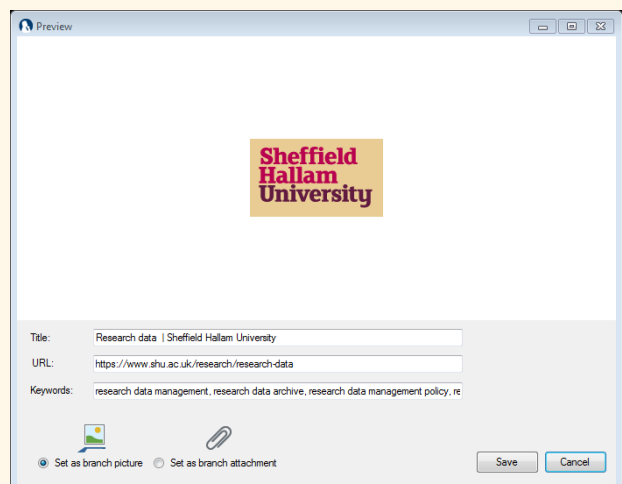 Preview
Sheffield
Hallam
University
Title: Research data | Sheffield Hallam University
URL: https://www.shu.ac.uk/research/research-data
Keywords: research data management, research data archive, research data management policy, re
Set as branch picture Set as branch attachment Save Cancel